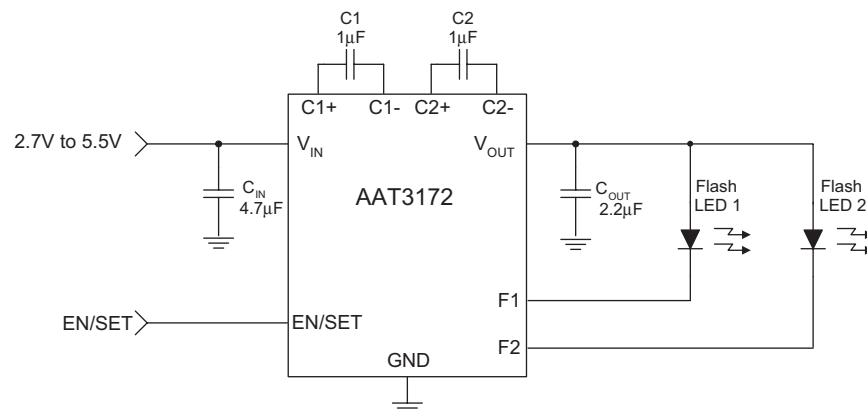 C1
1μF
C2
1μF
C1+ C1- C2+ C2-
2.7V to 5.5V
VIN
VOUT
AAT3172
CIN
4.7μF
COUT
2.2μF
Flash
LED 1
Flash
LED 2
F1
EN/SET
EN/SET
F2
GND